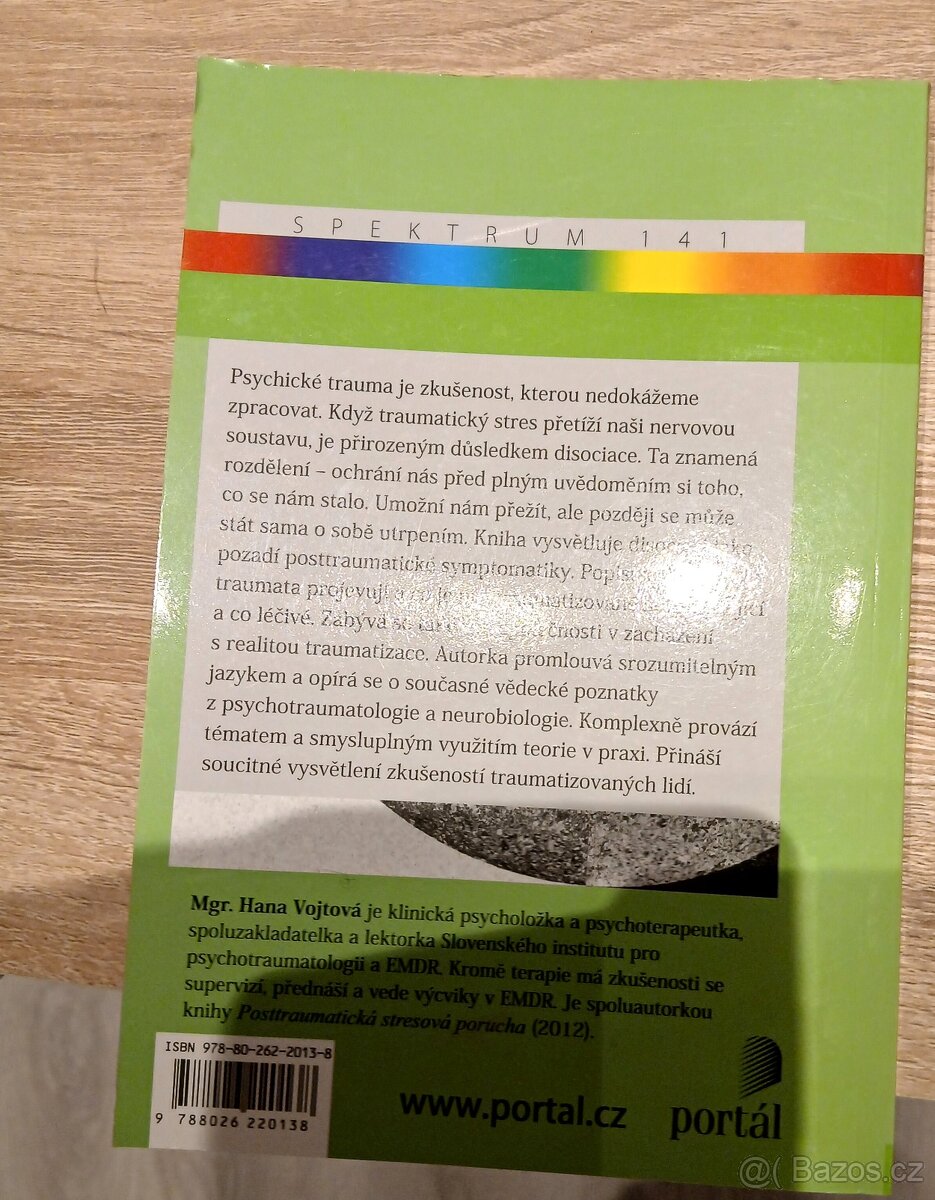 SPEKTRUM 141
Psychické trauma je zkušenost, kterou nedokážeme
zpracovat. Když traumatický stres přetíží naši nervovou
soustavu, je přirozeným důsledkem disociace. Ta znamená
rozdělení – ochrání nás před plným uvědoměním si toho,
co se nám stalo. Umožní nám přežít, ale později se může
stát sama o sobě utrpením. Kniha vysvětluje
pozadí posttraumatické symptomatiky.
traumata projevují
a co léčivé. Zabývá se v zacházení
s realitou traumatizace. Autorka promlouvá srozumitelným
jazykem a opírá se o současné vědecké poznatky
z psychotraumatologie a neurobiologie. Komplexně provází
tématem a smysluplným využitím teorie v praxi. Přináší
soucitné vysvětlení zkušeností traumatizovaných lidí.
Mgr. Hana Vojtová je klinická psycholožka a psychoterapeutka,
spoluzakladatelka a lektorka Slovenského institutu pro
psychotraumatologii a EMDR. Kromě terapie má zkušenosti se
supervizí, přednáší a vede výcviky v EMDR. Je spoluautorkou
knihy Posttraumatická stresová porucha (2012).
ISBN 978-80-262-2013-8
9 788026 220138
www.portal.cz
portál
@( Bazos.cz